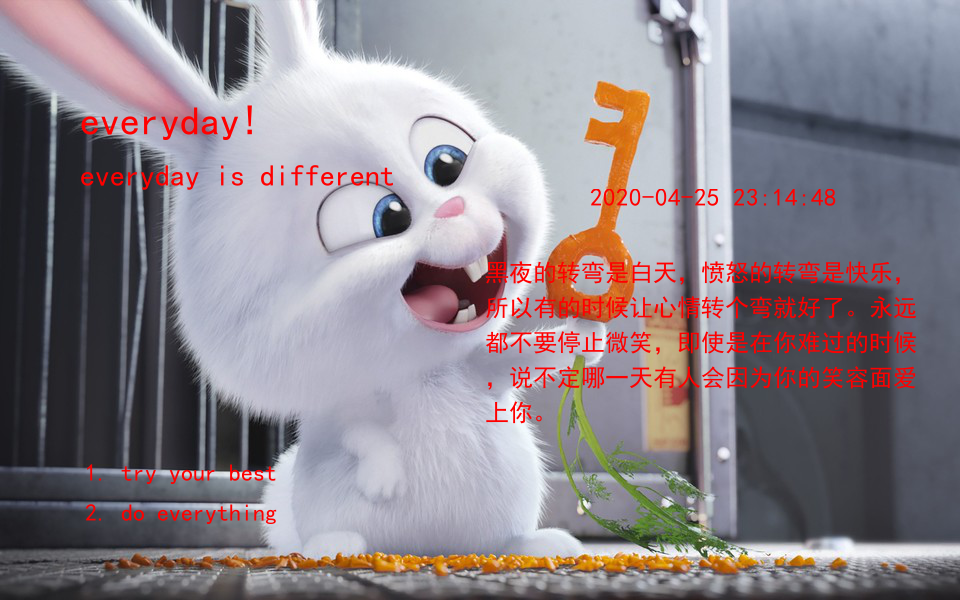 everyday!
everyday is different
2020-04-25 23:14:48
黑夜的转弯是白天，愤怒的转弯是快乐，
所以有的时候让心情转个弯就好了。永远
都不要停止微笑，即使是在你难过的时候
，说不定哪一天有人会因为你的笑容面爱
上你。
1. try your best
2. do everything